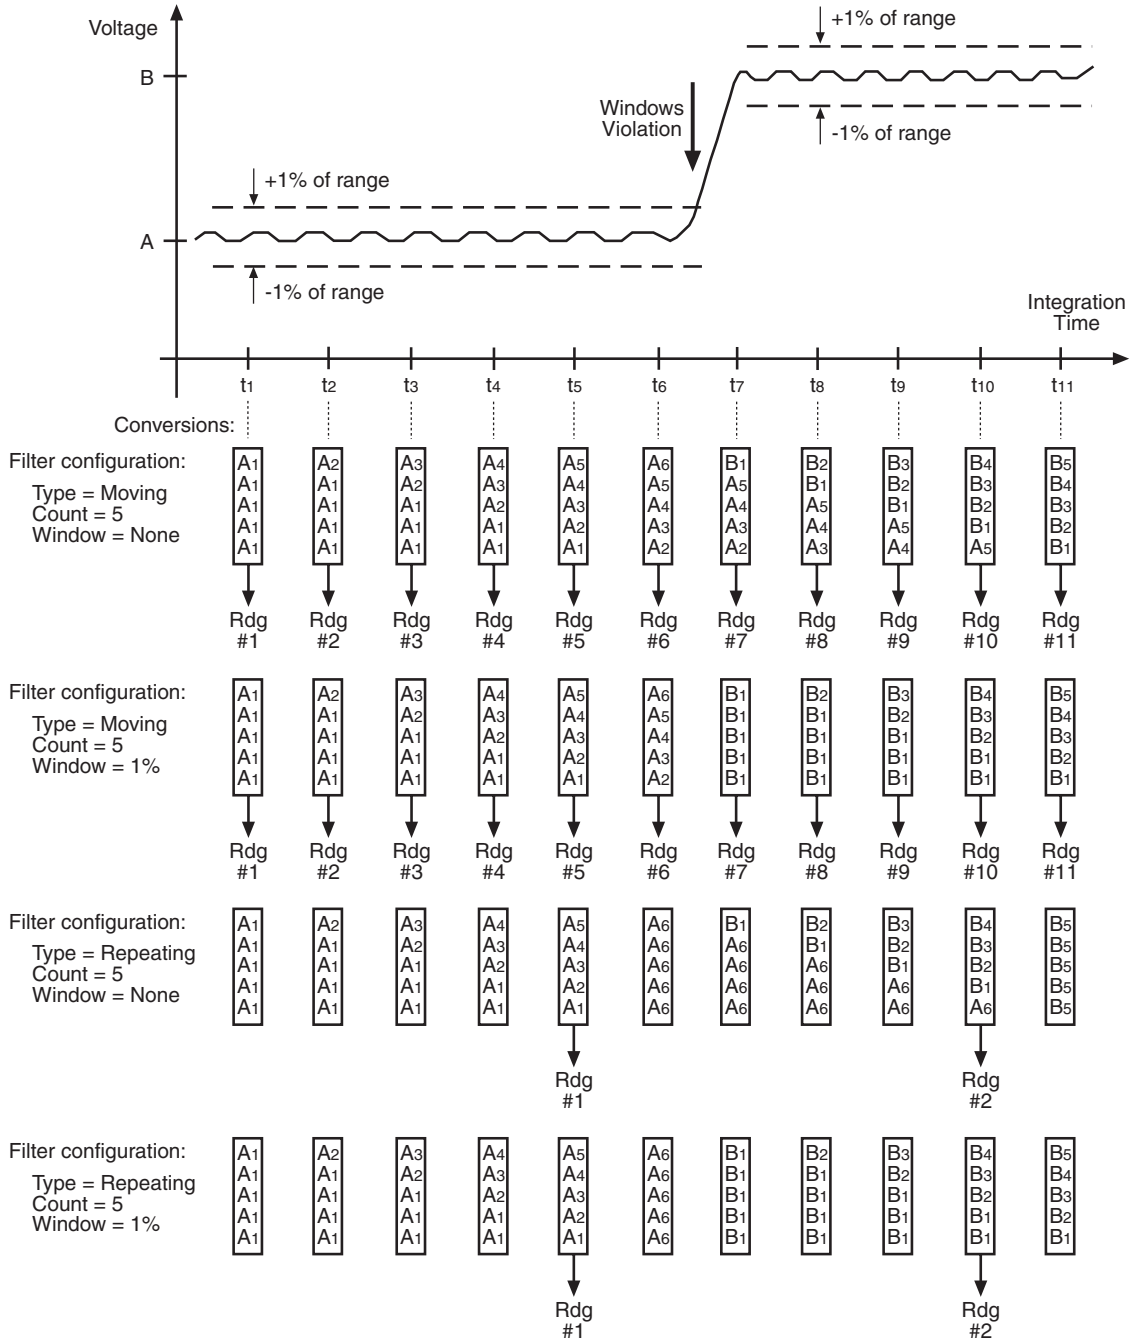 Voltage
+1% of range
B
Windows
Violation
-1% of range
+1% of range
A
-1% of range
Integration
Time
t1 t2 t3 t4 t5 t6 t7 t8 t9 t10 t11
Conversions:
Filter configuration:
Type = Moving
Count = 5
Window = None
A1 A2 A3 A4 A5 A6 B1 B2 B3 B4 B5
A1 A1 A2 A3 A4 A5 A5 B1 B2 B3 B4
A1 A1 A1 A2 A3 A4 A4 A5 B1 B2 B3
A1 A1 A1 A1 A2 A3 A3 A4 A5 B1 B2
A1 A1 A1 A1 A1 A2 A2 A3 A4 A5 B1
Rdg Rdg Rdg Rdg Rdg Rdg Rdg Rdg Rdg Rdg Rdg
#1 #2 #3 #4 #5 #6 #7 #8 #9 #10 #11
Filter configuration:
Type = Moving
Count = 5
Window = 1%
A1 A2 A3 A4 A5 A6 B1 B2 B3 B4 B5
A1 A1 A2 A3 A4 A5 B1 B1 B2 B3 B4
A1 A1 A1 A2 A3 A4 B1 B1 B1 B2 B3
A1 A1 A1 A1 A2 A3 B1 B1 B1 B1 B2
A1 A1 A1 A1 A1 A2 B1 B1 B1 B1 B1
Rdg Rdg Rdg Rdg Rdg Rdg Rdg Rdg Rdg Rdg Rdg
#1 #2 #3 #4 #5 #6 #7 #8 #9 #10 #11
Filter configuration:
Type = Repeating
Count = 5
Window = None
A1 A2 A3 A4 A5 A6 B1 B2 B3 B4 B5
A1 A1 A2 A3 A4 A6 A6 B1 B2 B3 B5
A1 A1 A1 A2 A3 A6 A6 A6 B1 B2 B5
A1 A1 A1 A1 A2 A6 A6 A6 A6 B1 B5
A1 A1 A1 A1 A1 A6 A6 A6 A6 A6 B5
Rdg Rdg
#1 #2
Filter configuration:
Type = Repeating
Count = 5
Window = 1%
A1 A2 A3 A4 A5 A6 B1 B2 B3 B4 B5
A1 A1 A2 A3 A4 A6 B1 B1 B2 B3 B4
A1 A1 A1 A2 A3 A6 B1 B1 B1 B2 B3
A1 A1 A1 A1 A2 A6 B1 B1 B1 B1 B2
A1 A1 A1 A1 A1 A6 B1 B1 B1 B1 B1
Rdg Rdg
#1 #2